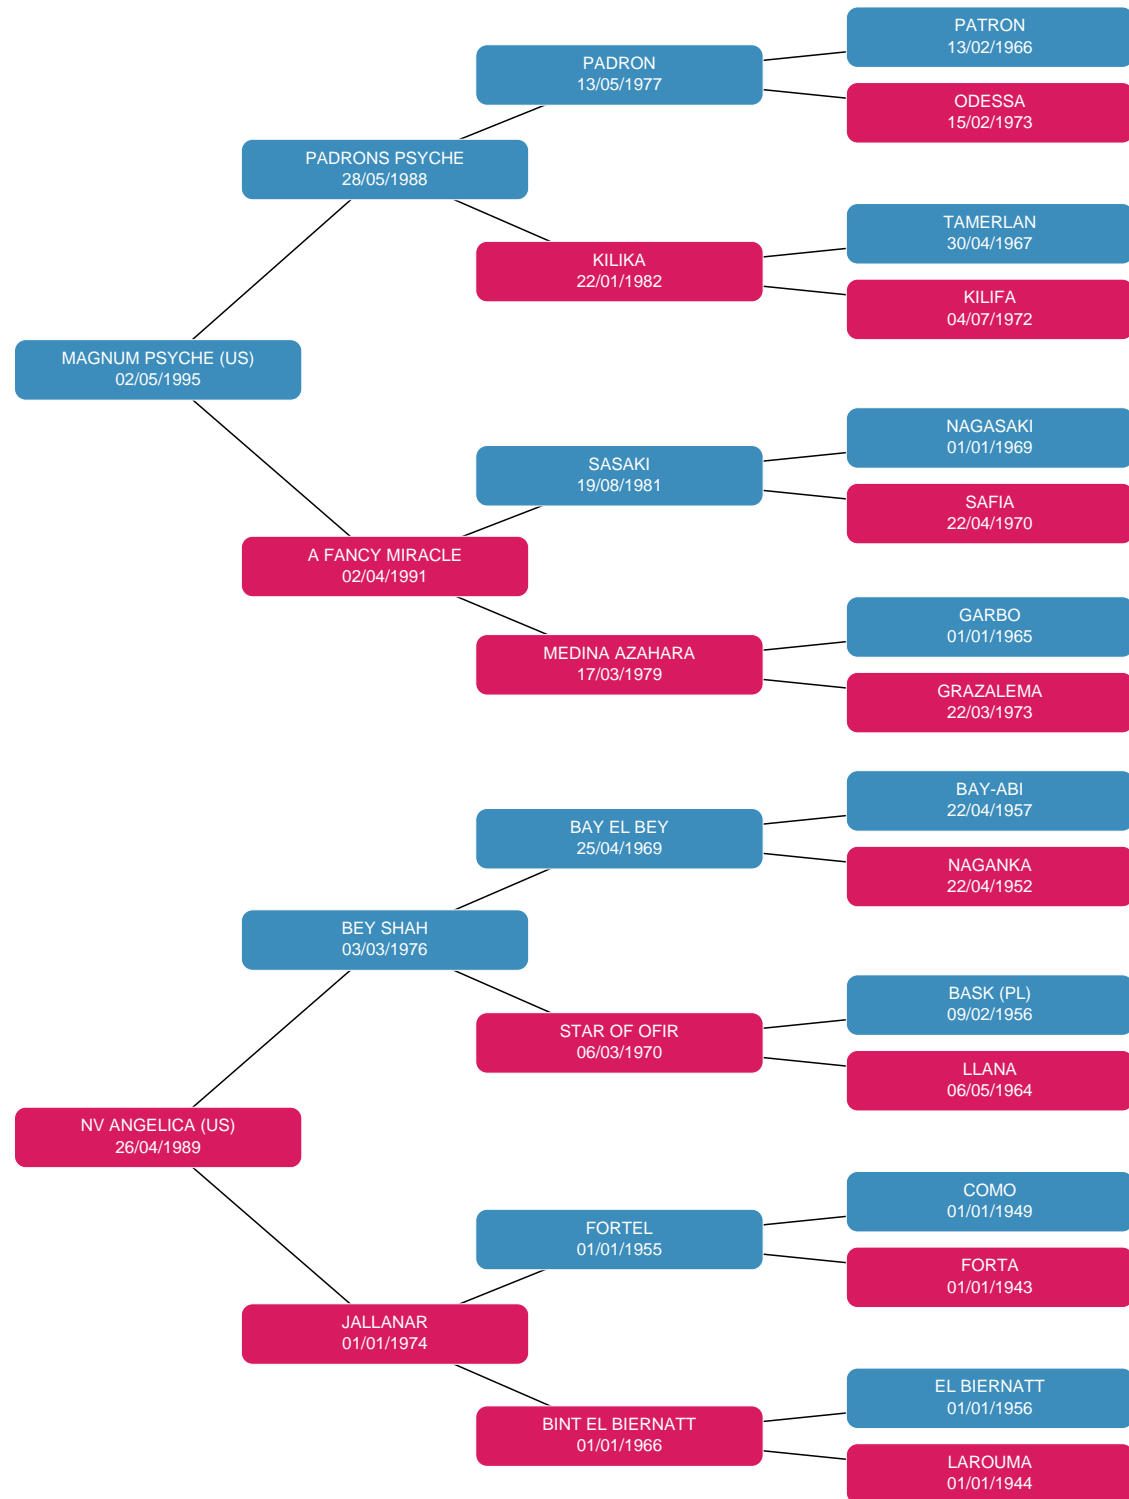 PATRON
13/02/1966
PADRON
13/05/1977
ODESSA
15/02/1973
PADRONS PSYCHE
28/05/1988
TAMERLAN
30/04/1967
KILIKA
22/01/1982
KILIFA
04/07/1972
MAGNUM PSYCHE (US)
02/05/1995
NAGASAKI
01/01/1969
SASAKI
19/08/1981
SAFIA
22/04/1970
A FANCY MIRACLE
02/04/1991
GARBO
01/01/1965
MEDINA AZAHARA
17/03/1979
GRAZALEMA
22/03/1973
BAY-ABI
22/04/1957
BAY EL BEY
25/04/1969
NAGANKA
22/04/1952
BEY SHAH
03/03/1976
BASK (PL)
09/02/1956
STAR OF OFIR
06/03/1970
LLANA
06/05/1964
NV ANGELICA (US)
26/04/1989
COMO
01/01/1949
FORTEL
01/01/1955
FORTA
01/01/1943
JALLANAR
01/01/1974
EL BIERNATT
01/01/1956
BINT EL BIERNATT
01/01/1966
LAROUMA
01/01/1944